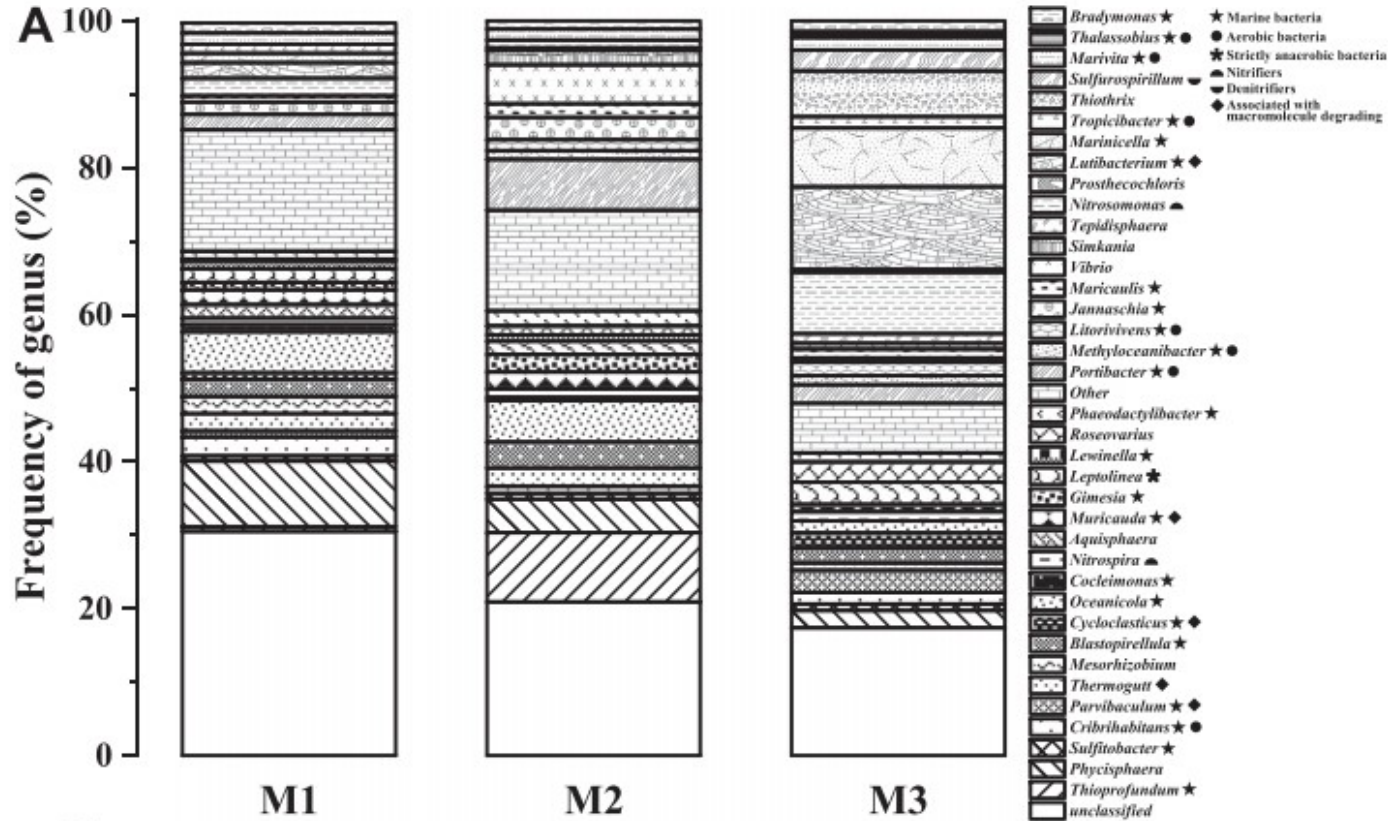 A
Frequency of genus (%)
100
80
60
40
20
0
M1
M2
M3
Bradymonas ★
Thalassobius ★ ●
Marivita ★ ●
Sulfurospirillum
Thiothrix
Tropicibacter ★ ●
Marinicella ★
Lutibacterium ★ ◆
Prosthecochloris
Nitrosomonas
Tepidisphaera
Simkania
Vibrio
Maricaulis ★
Jannaschia ★
Litorivivens ★ ●
Methyloceanibacter ★ ●
Portibacter ★ ●
Other
Phaeodactylibacter ★
Roseovarius
Lewinella ★
Leptolinea
Gimesia ★
Muricauda ★ ◆
Aquisphaera
Nitrospira
Cocleimonas ★
Oceanicola ★
Cycloclasticus ★ ◆
Blastopirellula ★
Mesorhizobium
Thermogutt ◆
Parvibaculum ★ ◆
Cribrihabitans ★ ●
Sulfitobacter ★
Phycisphaera
Thioprofundum ★
unclassified
★ Marine bacteria
● Aerobic bacteria
Strictly anaerobic bacteria
Nitrifiers
Denitrifiers
◆ Associated with
macromolecule degrading